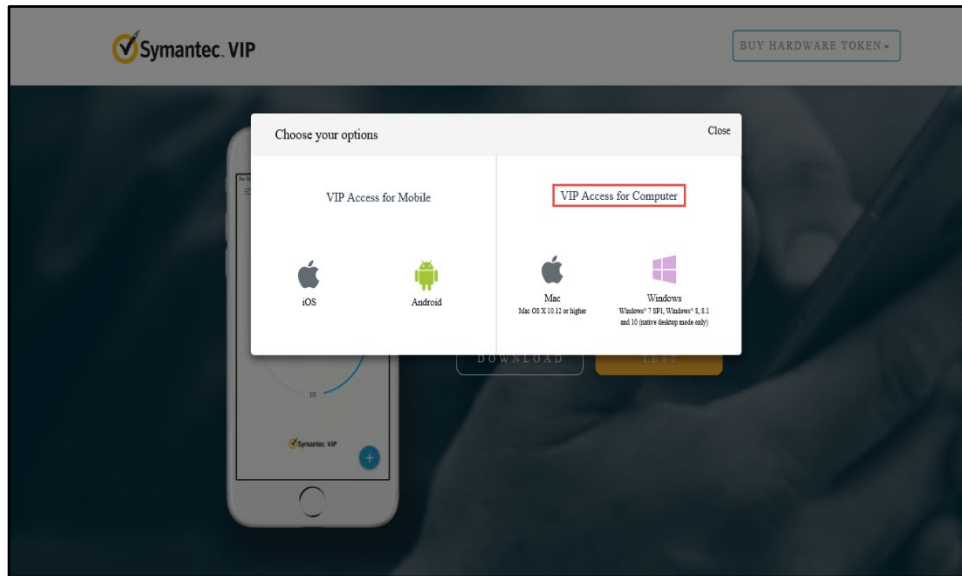 Symantec. VIP
BUY HARDWARE TOKEN
Choose your options
Close
VIP Access for Mobile
VIP Access for Computer
iOS
Android
Mac
Mac OS X 10.12 or higher
Windows
Windows® 7 SP1, Windows® 8, 8.1
and 10 (native desktop mode only)
DOWNLOAD
TEST
10
Symantec VIP